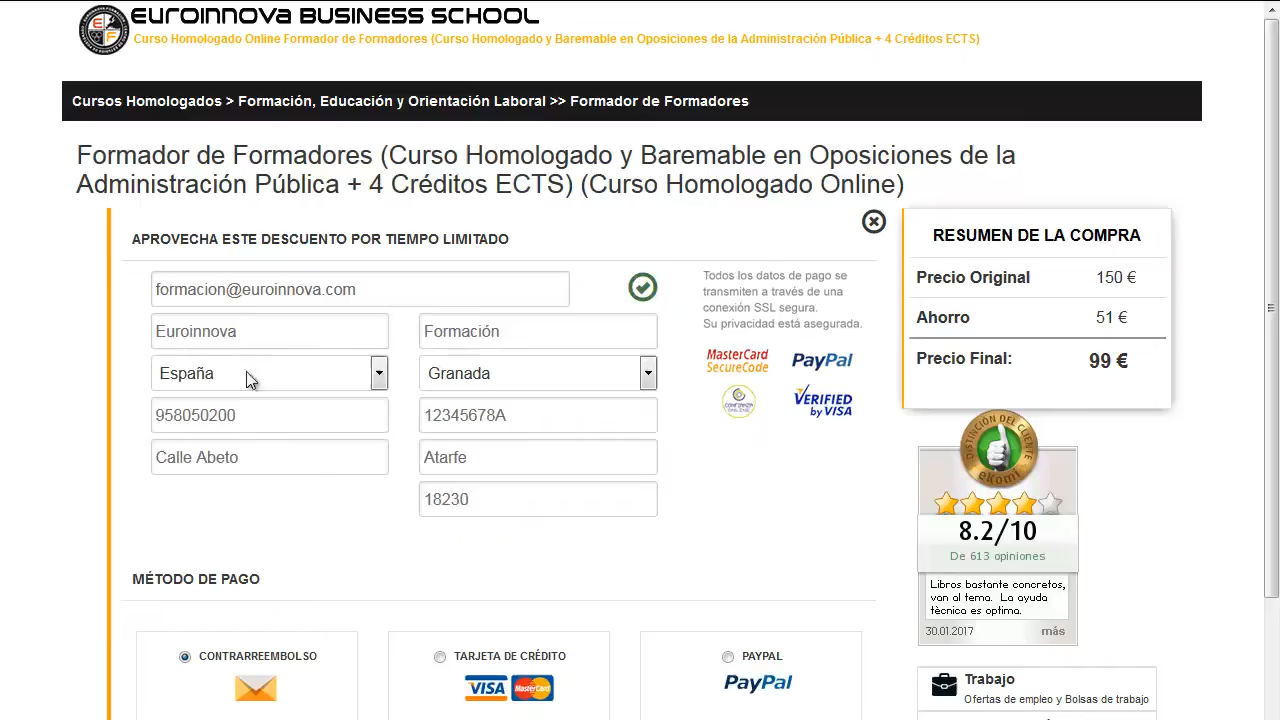 EUROINNOVA BUSINESS SCHOOL
Curso Homologado Online Formador de Formadores (Curso Homologado y Baremable en Oposiciones de la Administración Pública + 4 Créditos ECTS)
Cursos Homologados > Formación, Educación y Orientación Laboral >> Formador de Formadores
Formador de Formadores (Curso Homologado y Baremable en Oposiciones de la
Administración Pública + 4 Créditos ECTS) (Curso Homologado Online)
APROVECHA ESTE DESCUENTO POR TIEMPO LIMITADO
formacion@euroinnova.com
Euroinnova
Formación
España
Granada
958050200
12345678A
Calle Abeto
Atarfe
18230
Todos los datos de pago se
transmiten a través de una
conexión SSL segura.
Su privacidad está asegurada.
MasterCard
SecureCode
PayPal
CONFIANZA
ONLINE
VERIFIED
by VISA
RESUMEN DE LA COMPRA
Precio Original 150 €
Ahorro 51 €
Precio Final: 99 €
DISTINCIÓN DEL CLIENTE
eKomi
8.2/10
De 613 opiniones
Libros bastante concretos,
van al tema. La ayuda
tècnica es optima.
30.01.2017 más
Trabajo
Ofertas de empleo y Bolsas de trabajo
MÉTODO DE PAGO
CONTRARREEMBOLSO
TARJETA DE CRÉDITO
VISA
MasterCard
PAYPAL
PayPal